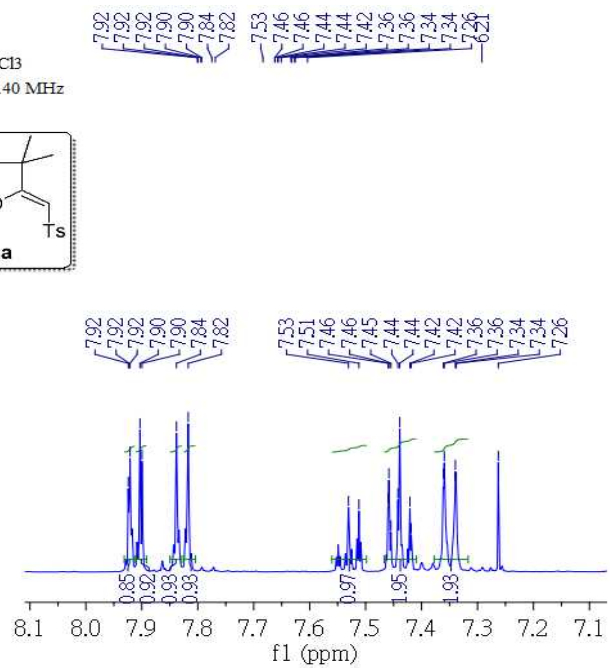 7.92 7.92 7.92 7.90 7.90 7.84 7.82 7.53 7.46 7.46 7.44 7.44 7.42 7.36 7.36 7.34 7.34 7.26 6.21
Cl3
40 MHz
Ts
a
7.92 7.92 7.92 7.90 7.90 7.84 7.82 7.53 7.51 7.46 7.46 7.45 7.44 7.44 7.42 7.42 7.36 7.36 7.34 7.34 7.26
0.85 0.92 0.93 0.93 0.97 1.95 1.93
8.1 8.0 7.9 7.8 7.7 7.6 7.5 7.4 7.3 7.2 7.1
f1 (ppm)